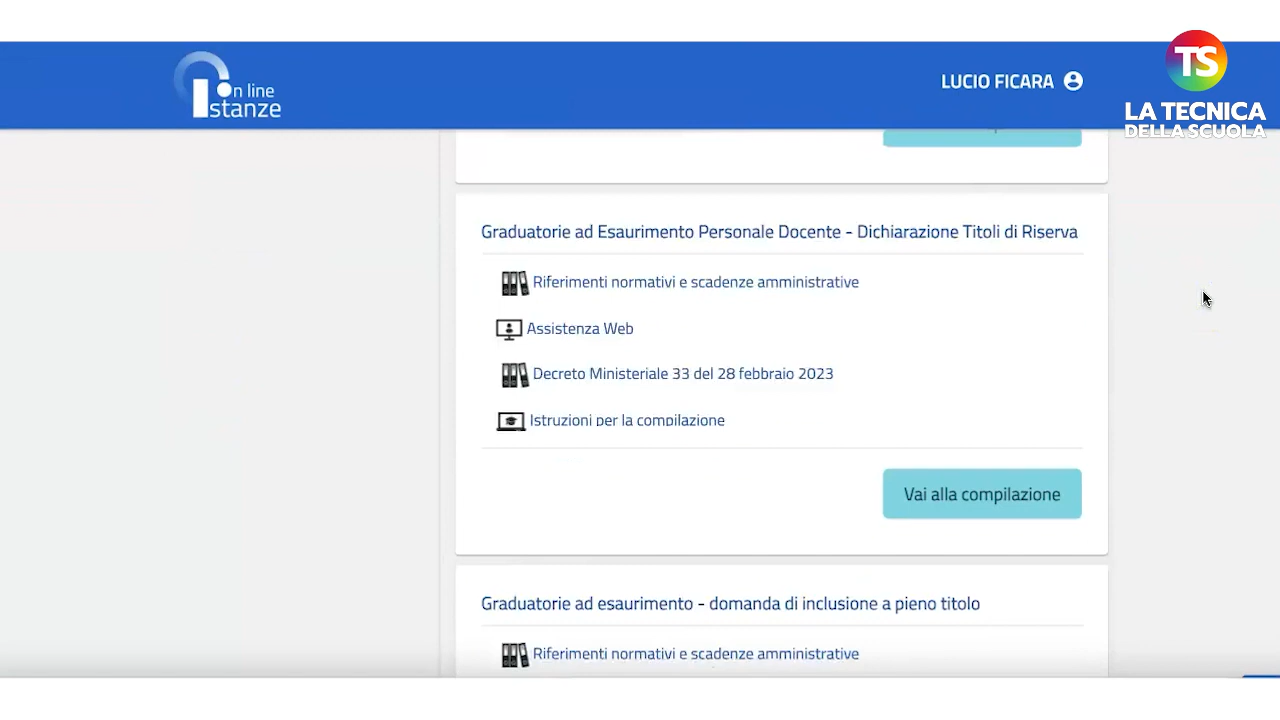 On line
Istanze
LUCIO FICARA
TS
LA TECNICA
DELLA SCUOLA
Graduatorie ad Esaurimento Personale Docente - Dichiarazione Titoli di Riserva
Riferimenti normativi e scadenze amministrative
Assistenza Web
Decreto Ministeriale 33 del 28 febbraio 2023
Istruzioni per la compilazione
Vai alla compilazione
Graduatorie ad esaurimento - domanda di inclusione a pieno titolo
Riferimenti normativi e scadenze amministrative